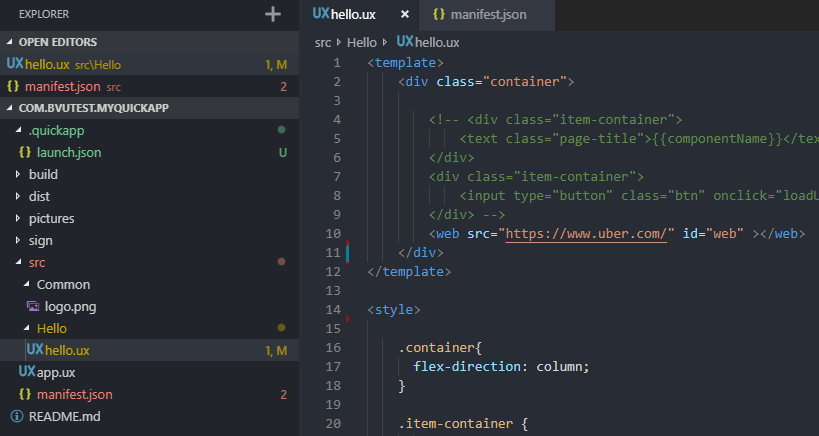 EXPLORER
OPEN EDITORS
UX hello.ux src\Hello 1, M
{} manifest.json src 2
COM.BVUTEST.MYQUICKAPP
.quickapp
{} launch.json U
build
dist
pictures
sign
src
Common
logo.png
Hello
UX hello.ux 1, M
UX app.ux
{} manifest.json 2
README.md
UX hello.ux × {} manifest.json
src Hello UX hello.ux
1 <template>
2 <div class="container">
3
4 <!-- <div class="item-container">
5 <text class="page-title">{{componentName}}</tex
6 </div>
7 <div class="item-container">
8 <input type="button" class="btn" onclick="loadU
9 </div> -->
10 <web src="https://www.uber.com/" id="web" ></web>
11 </div>
12 </template>
13
14 <style>
15
16 .container{
17 flex-direction: column;
18 }
19
20 .item-container {